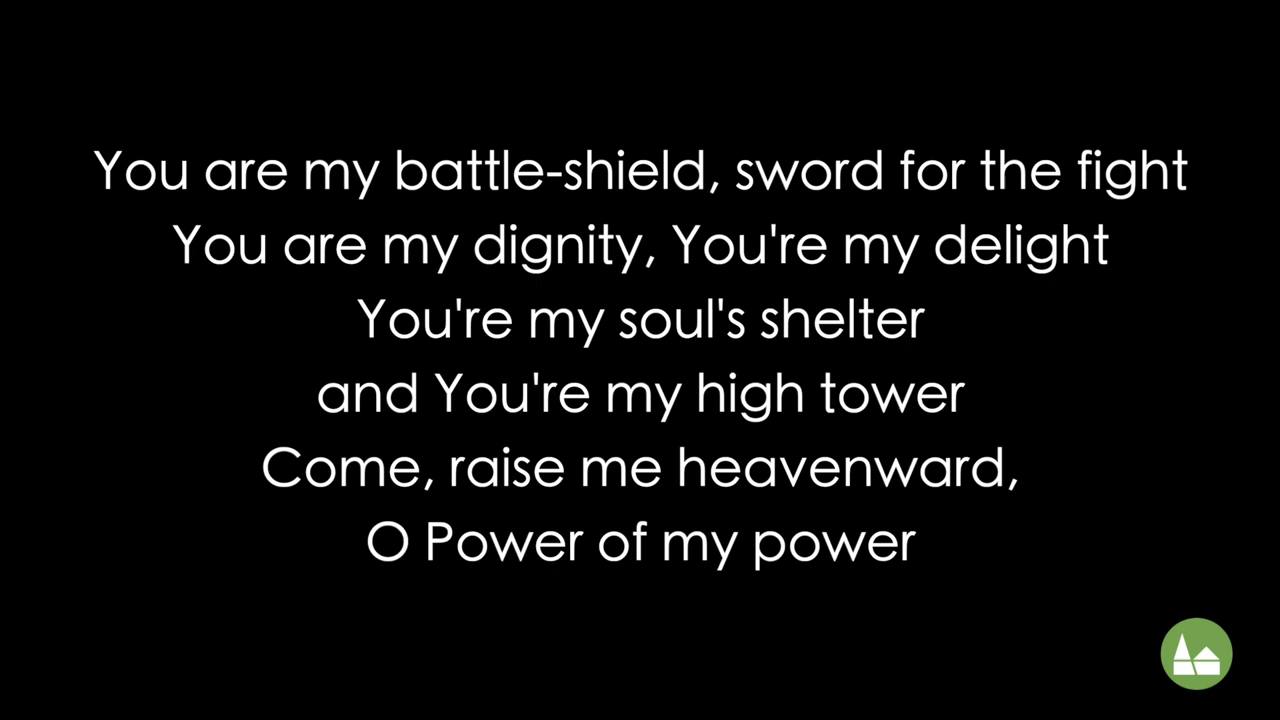 You are my battle-shield, sword for the fight
You are my dignity, You're my delight
You're my soul's shelter
and You're my high tower
Come, raise me heavenward,
O Power of my power